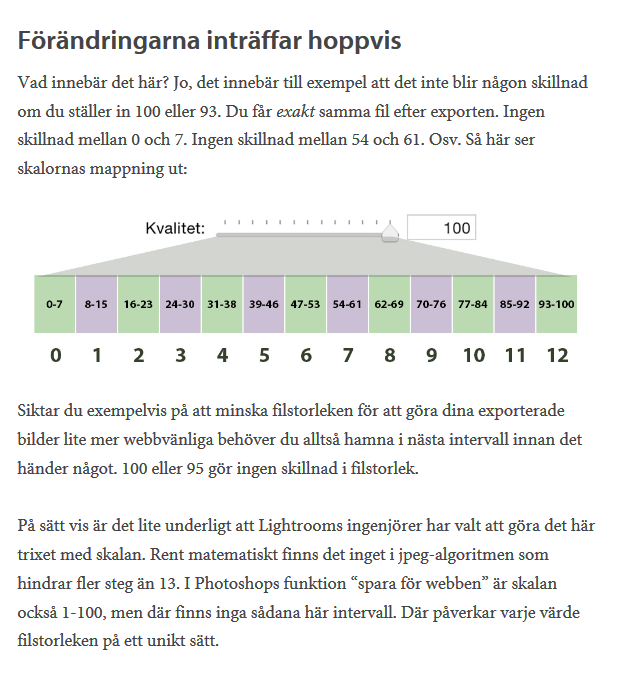 Förändringarna inträffar hoppvis
Vad innebär det här? Jo, det innebär till exempel att det inte blir någon skillnad
om du ställer in 100 eller 93. Du får exakt samma fil efter exporten. Ingen
skillnad mellan 0 och 7. Ingen skillnad mellan 54 och 61. Osv. Så här ser
skalornas mappning ut:
Kvalitet: 100
0-7 8-15 16-23 24-30 31-38 39-46 47-53 54-61 62-69 70-76 77-84 85-92 93-100
0 1 2 3 4 5 6 7 8 9 10 11 12
Siktar du exempelvis på att minska filstorleken för att göra dina exporterade
bilder lite mer webbvänliga behöver du alltså hamna i nästa intervall innan det
händer något. 100 eller 95 gör ingen skillnad i filstorlek.
På sätt vis är det lite underligt att Lightrooms ingenjörer har valt att göra det här
trixet med skalan. Rent matematiskt finns det inget i jpeg-algoritmen som
hindrar fler steg än 13. I Photoshops funktion “spara för webben” är skalan
också 1-100, men där finns inga sådana här intervall. Där påverkar varje värde
filstorleken på ett unikt sätt.